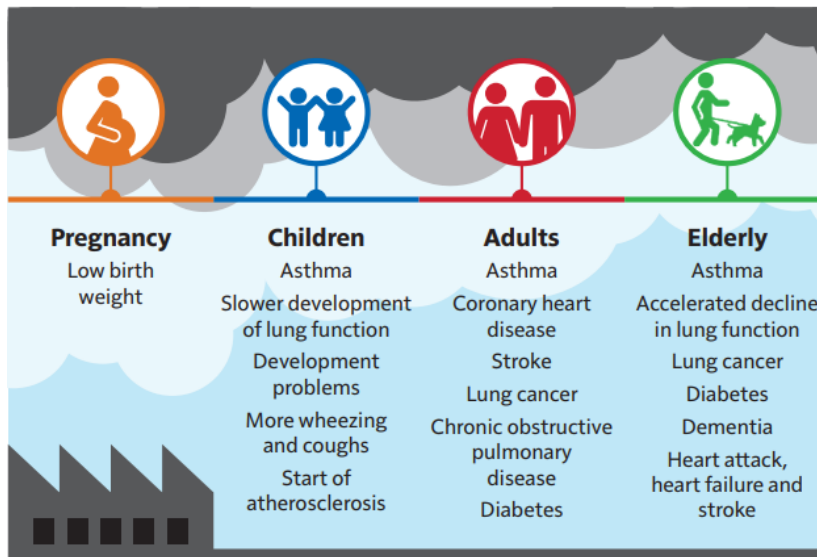 Pregnancy
Low birth
weight
Children
Asthma
Slower development
of lung function
Development
problems
More wheezing
and coughs
Start of
atherosclerosis
Adults
Asthma
Coronary heart
disease
Stroke
Lung cancer
Chronic obstructive
pulmonary
disease
Diabetes
Elderly
Asthma
Accelerated decline
in lung function
Lung cancer
Diabetes
Dementia
Heart attack,
heart failure and
stroke